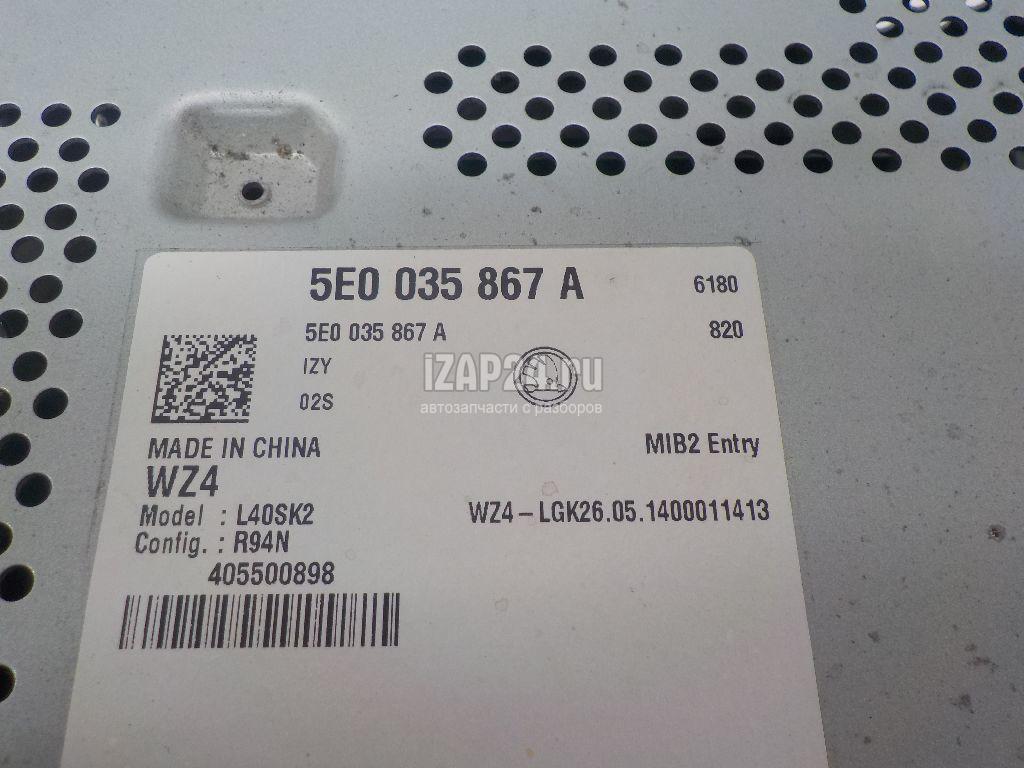 5E0 035 867 A
6180
5E0 035 867 A
820
IZY
02S
iZAP24.ru
автозапчасти с разборов
MADE IN CHINA
MIB2 Entry
WZ4
Model : L40SK2
WZ4-LGK26.05.1400011413
Config. : R94N
405500898